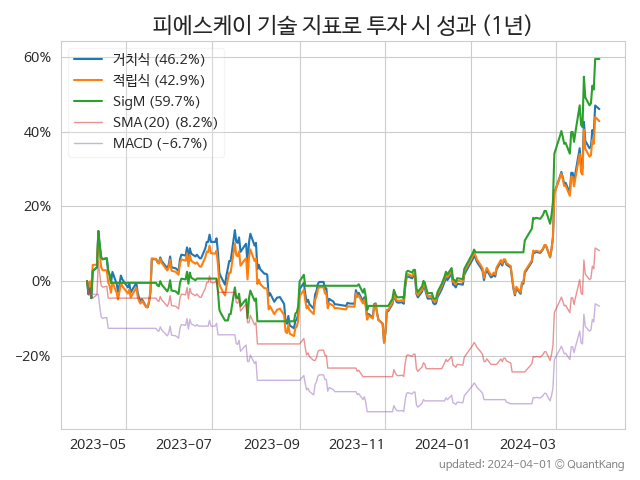 피에스케이 기술 지표로 투자 시 성과 (1년)
거치식 (46.2%)
적립식 (42.9%)
SigM (59.7%)
SMA(20) (8.2%)
MACD (−6.7%)
60%
40%
20%
0%
−20%
2023-05 2023-07 2023-09 2023-11 2024-01 2024-03
updated: 2024-04-01 © QuantKang